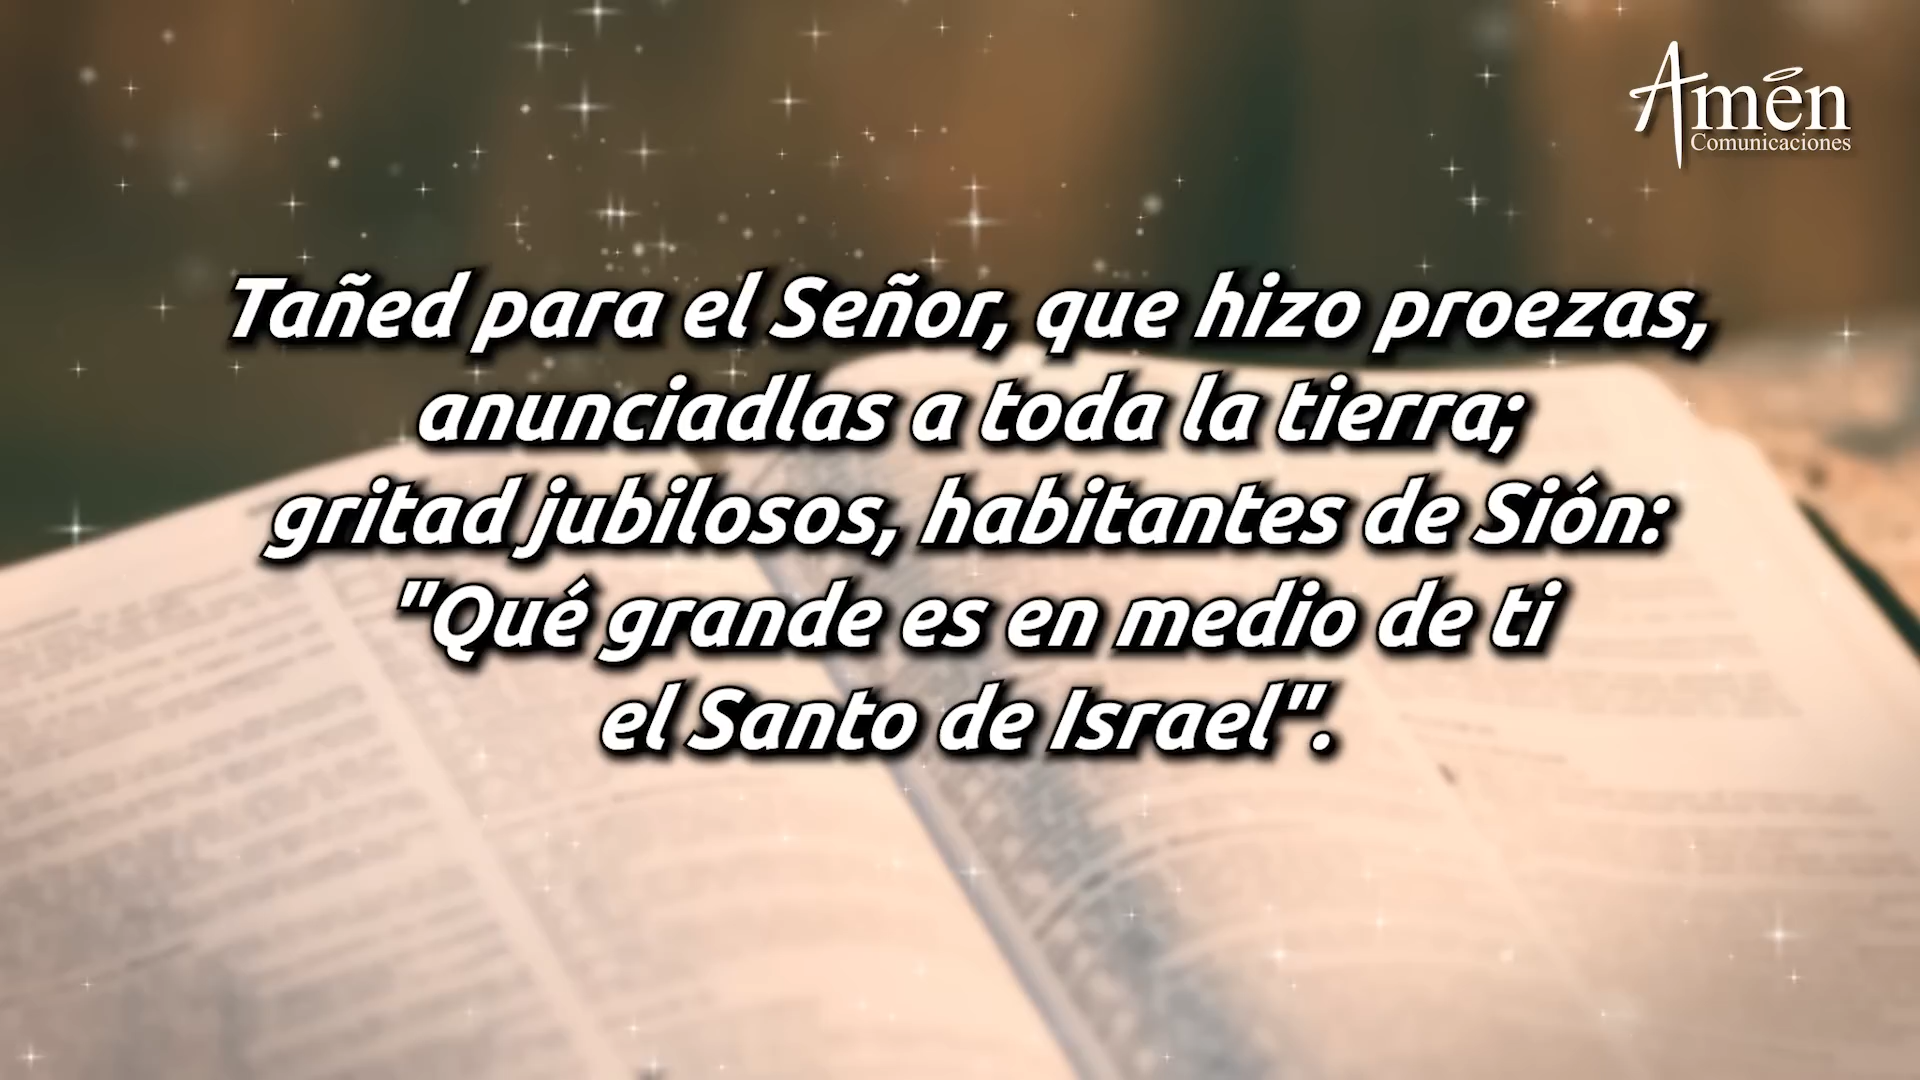 Amén
Comunicaciones
Tañed para el Señor, que hizo proezas,
anunciadlas a toda la tierra;
gritad jubilosos, habitantes de Sión:
"Qué grande es en medio de ti
el Santo de Israel".